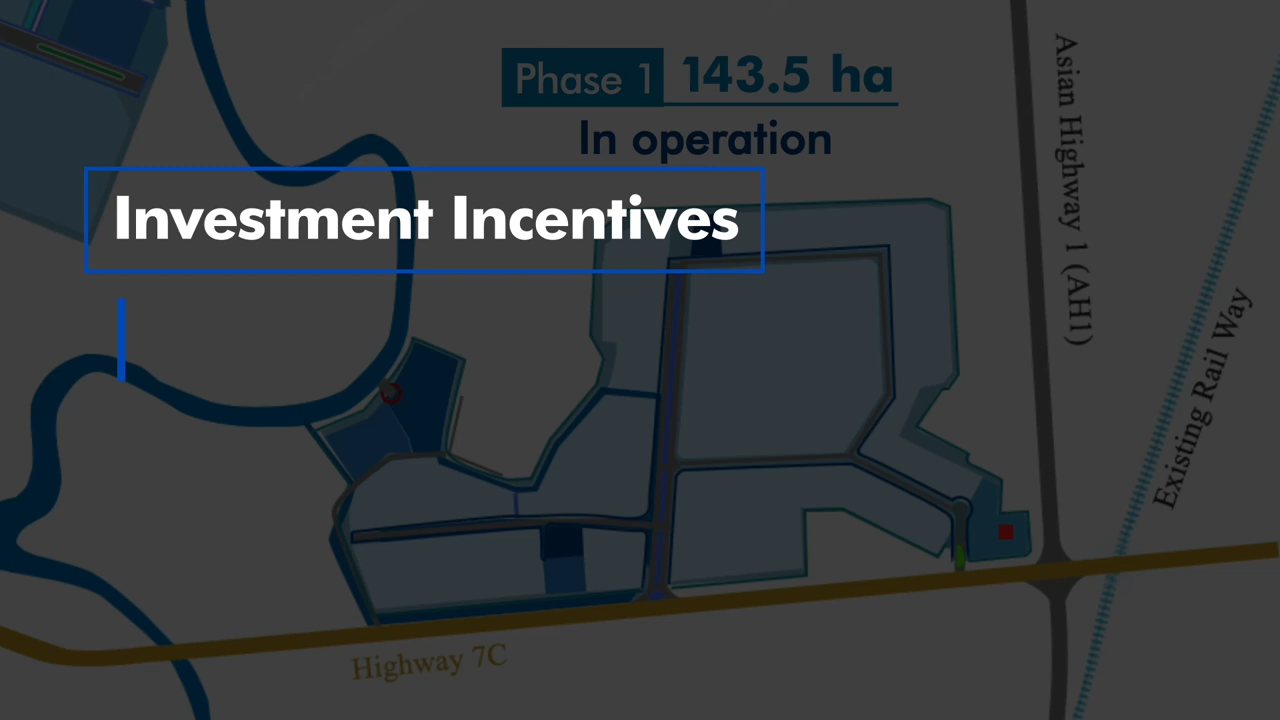 Phase 1 143.5 ha
In operation
Investment Incentives
Asian Highway 1 (AH1)
Existing Rail Way
Highway 7C